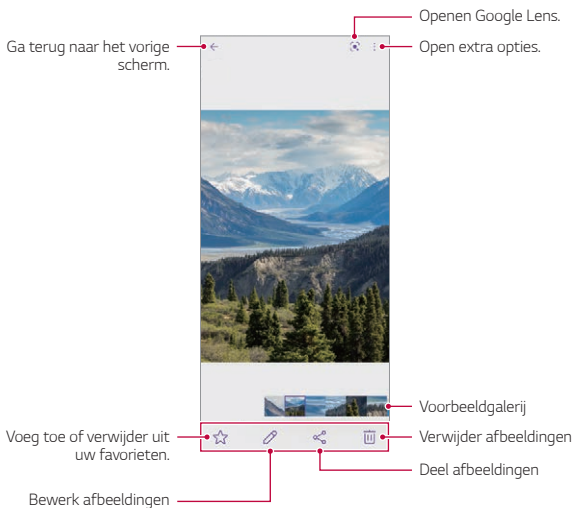 Openen Google Lens.
Ga terug naar het vorige
scherm.
Open extra opties.
Voorbeeldgalerij
Voeg toe of verwijder uit
uw favorieten.
Verwijder afbeeldingen
Deel afbeeldingen
Bewerk afbeeldingen